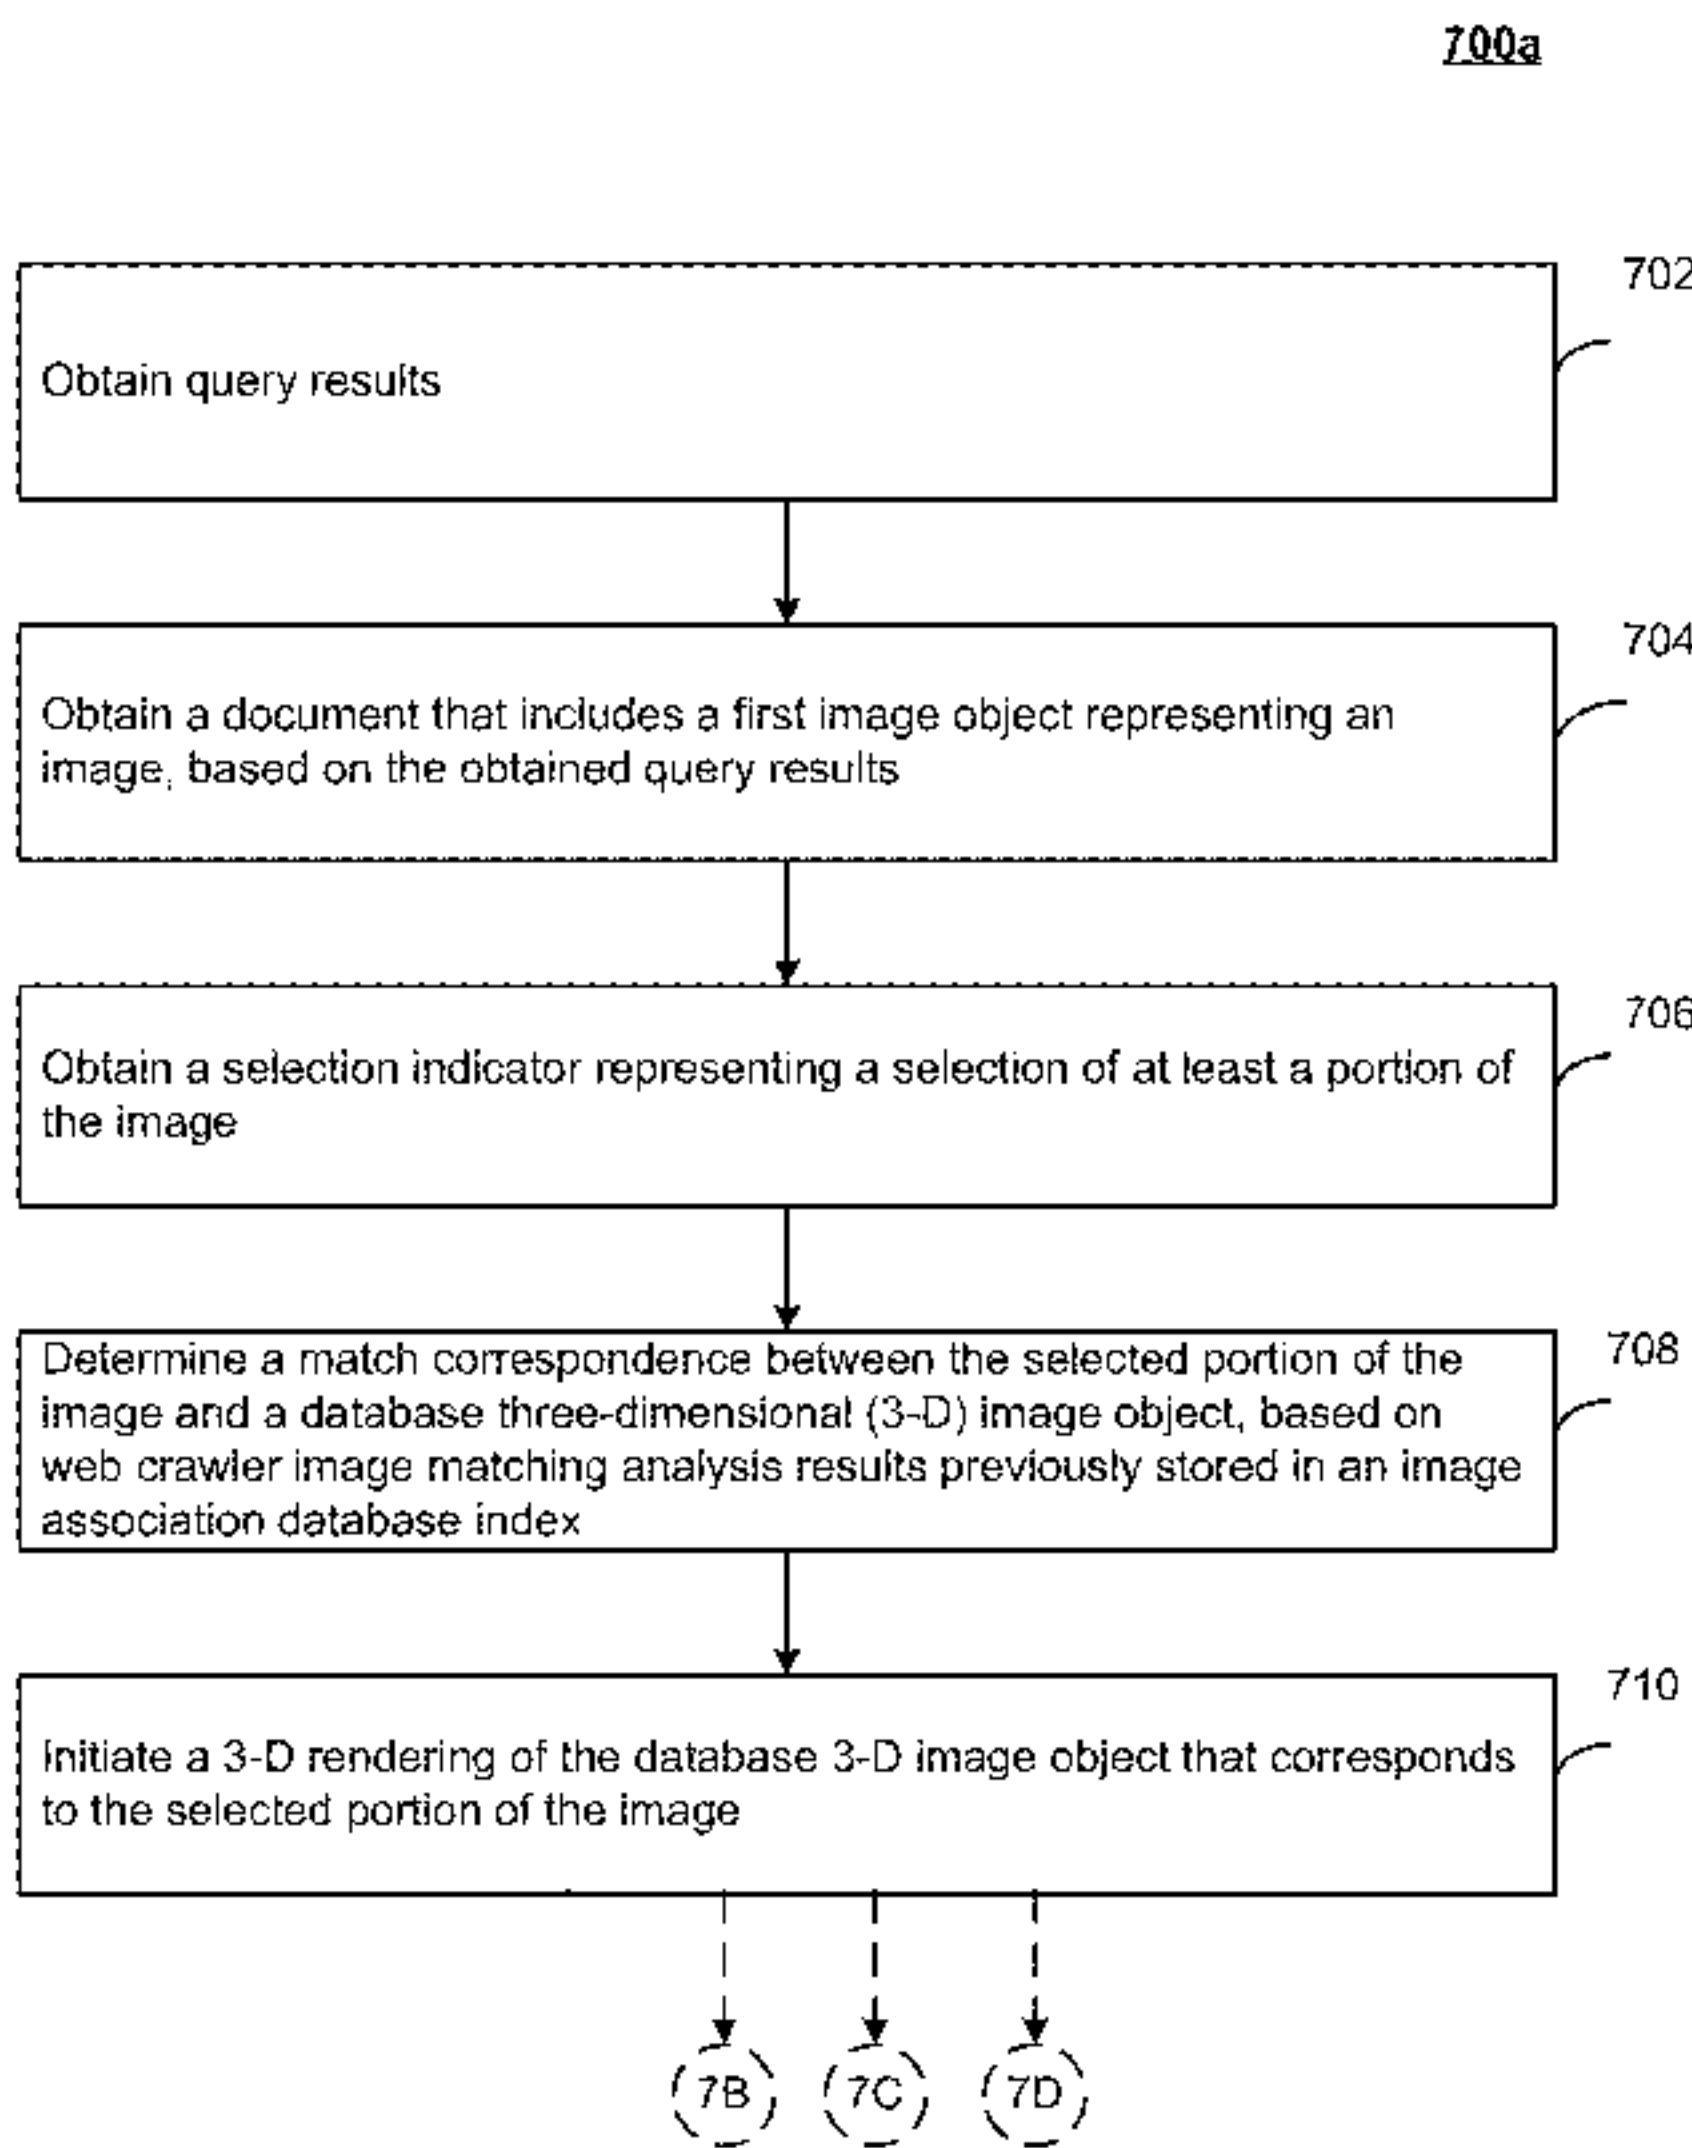 700a
702
Obtain query results
704
Obtain a document that includes a first image object representing an
image, based on the obtained query results
706
Obtain a selection indicator representing a selection of at least a portion of
the image
708
Determine a match correspondence between the selected portion of the
image and a database three-dimensional (3-D) image object, based on
web crawler image matching analysis results previously stored in an image
association database index
710
Initiate a 3-D rendering of the database 3-D image object that corresponds
to the selected portion of the image
7B 7C 7D